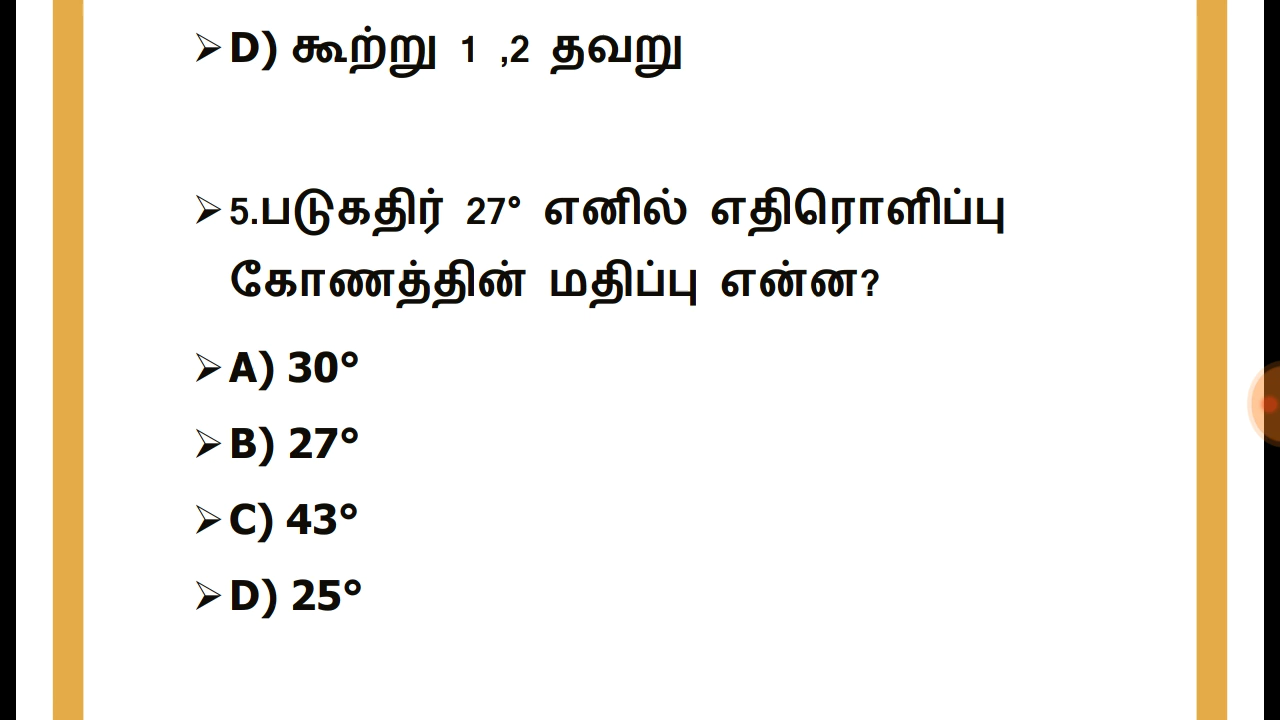 ➢D) கூற்று 1 ,2 தவறு
➢5.படுகதிர் 27° எனில் எதிரொளிப்பு
கோணத்தின் மதிப்பு என்ன?
➢A) 30°
➢B) 27°
➢C) 43°
➢D) 25°